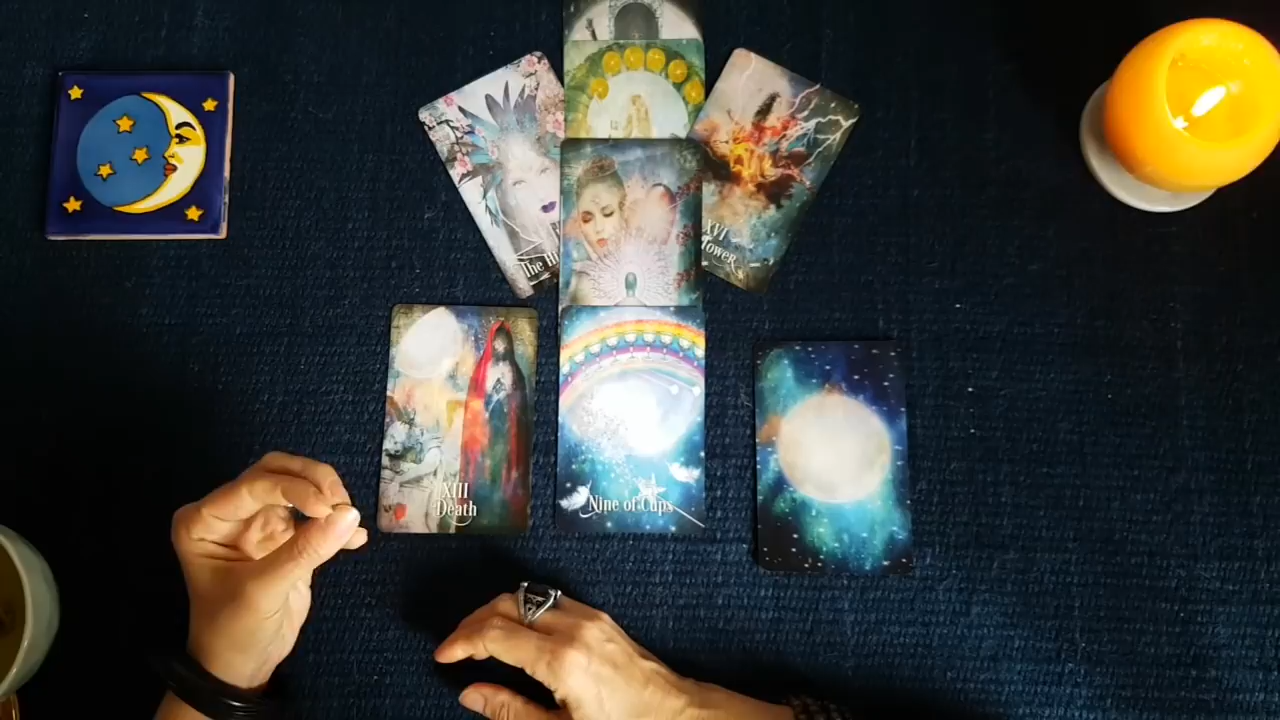 The Hi
XVI
Tower
XIII
Death
Nine of Cups